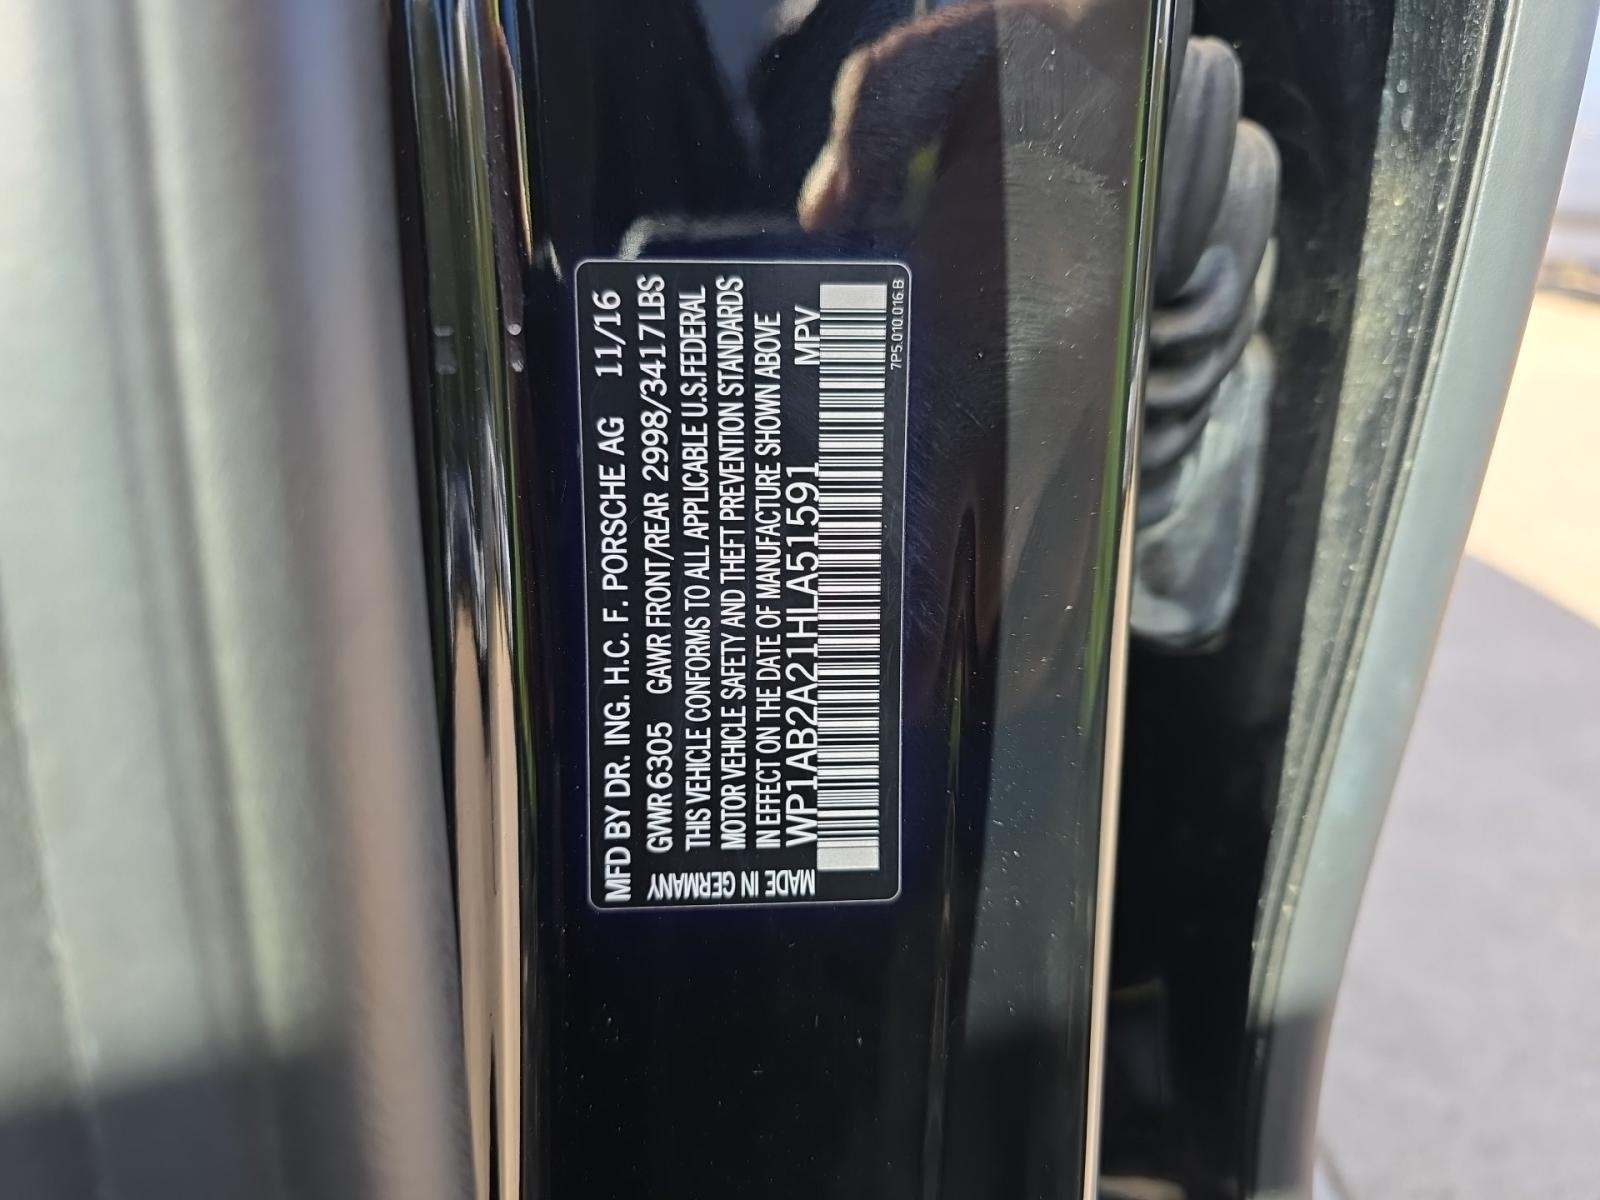 MFD BY DR. ING. H.C. F. PORSCHE AG 11/16
GVWR 6305 GAWR FRONT/REAR 2998/3417LBS
THIS VEHICLE CONFORMS TO ALL APPLICABLE U.S.FEDERAL
MOTOR VEHICLE SAFETY AND THEFT PREVENTION STANDARDS
IN EFFECT ON THE DATE OF MANUFACTURE SHOWN ABOVE
WP1AB2A21HLA51591 MPV
MADE IN GERMANY
7P5.010.016.B